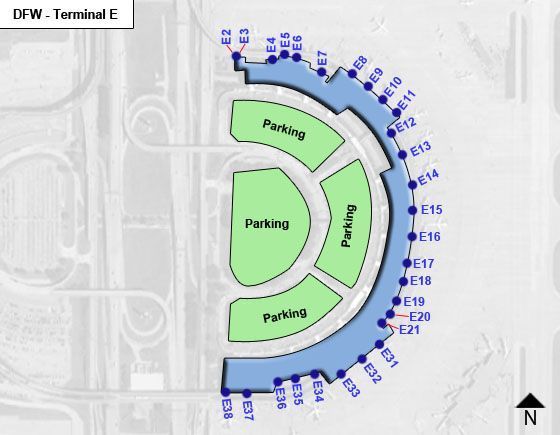 DFW - Terminal E
E2
E3
E4
E5
E6
E7
E8
E9
E10
E11
E12
E13
E14
E15
E16
E17
E18
E19
E20
E21
E31
E32
E33
E34
E35
E36
E37
E38
Parking
Parking
Parking
Parking
N